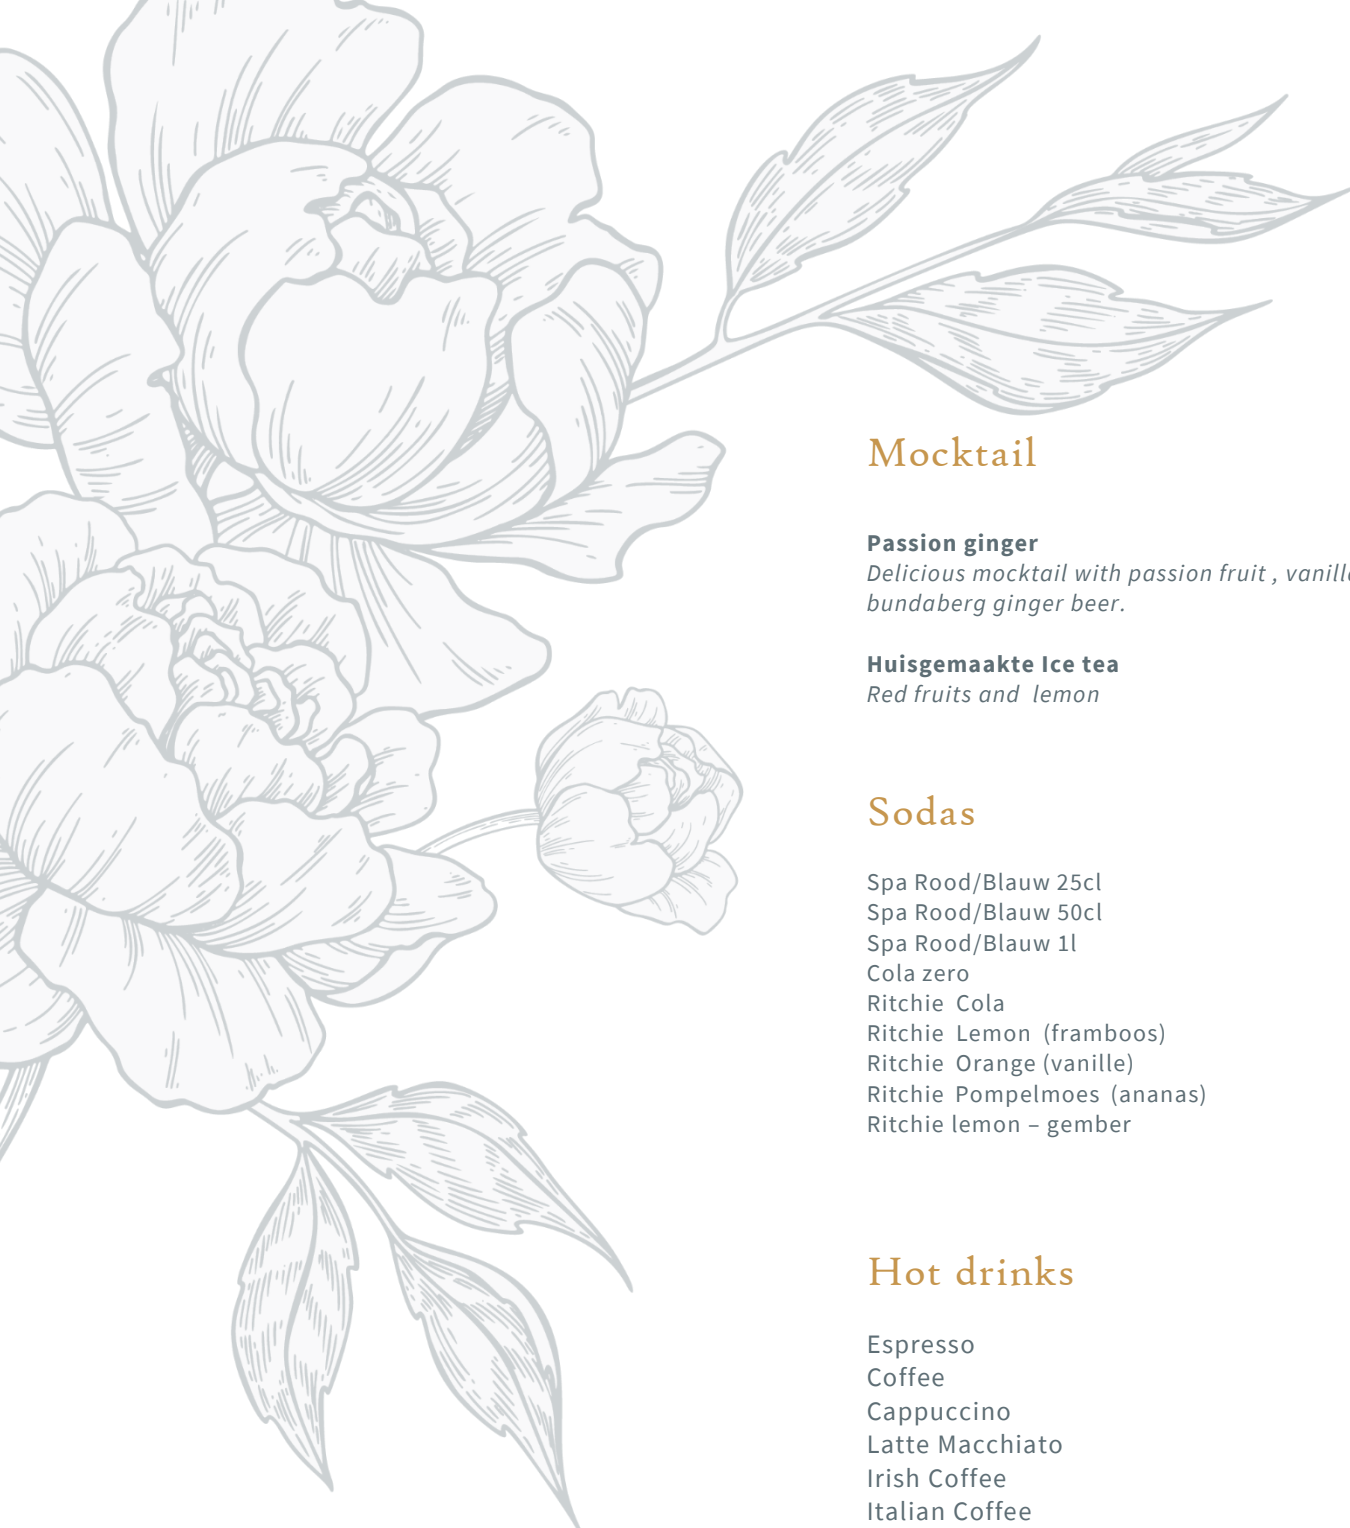 Mocktail
Passion ginger
Delicious mocktail with passion fruit , vanille
bundaberg ginger beer.
Huisgemaakte Ice tea
Red fruits and lemon
Sodas
Spa Rood/Blauw 25cl
Spa Rood/Blauw 50cl
Spa Rood/Blauw 1l
Cola zero
Ritchie Cola
Ritchie Lemon (framboos)
Ritchie Orange (vanille)
Ritchie Pompelmoes (ananas)
Ritchie lemon – gember
Hot drinks
Espresso
Coffee
Cappuccino
Latte Macchiato
Irish Coffee
Italian Coffee